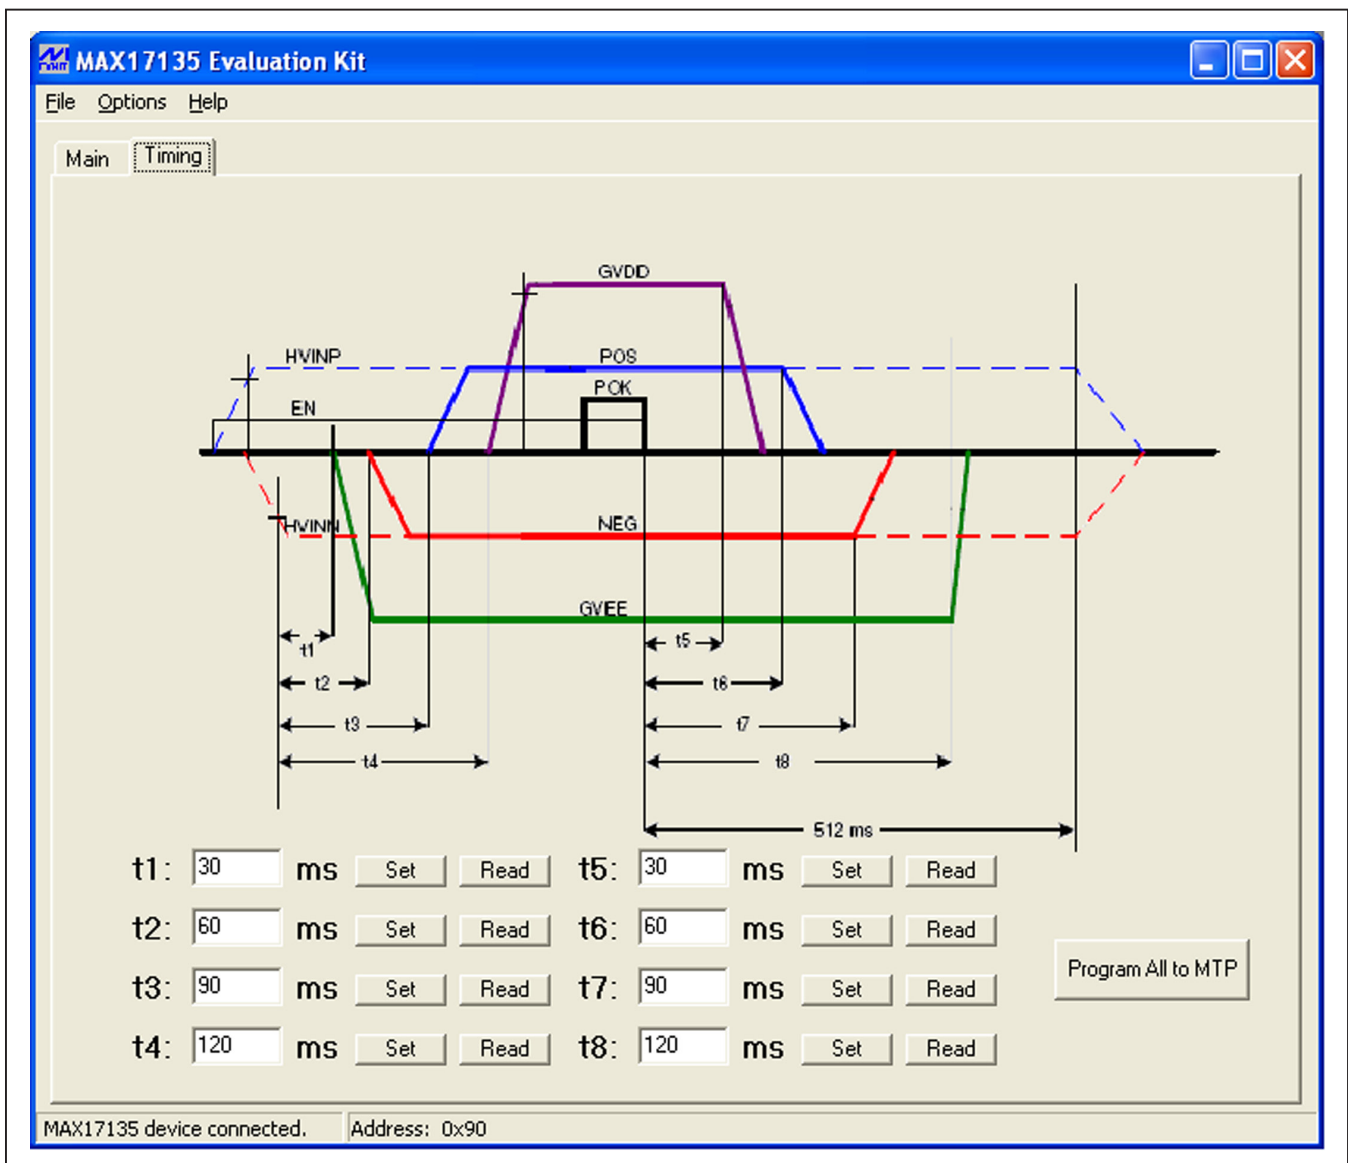 MAX17135 Evaluation Kit
File Options Help
Main Timing
GVDD
HVINP POS
POK
EN
HVINN NEG
GVEE
t1 t5
t2 t6
t3 t7
t4 t8
512 ms
t1: 30 ms Set Read t5: 30 ms Set Read
t2: 60 ms Set Read t6: 60 ms Set Read
Program All to MTP
t3: 90 ms Set Read t7: 90 ms Set Read
t4: 120 ms Set Read t8: 120 ms Set Read
MAX17135 device connected. Address: 0x90